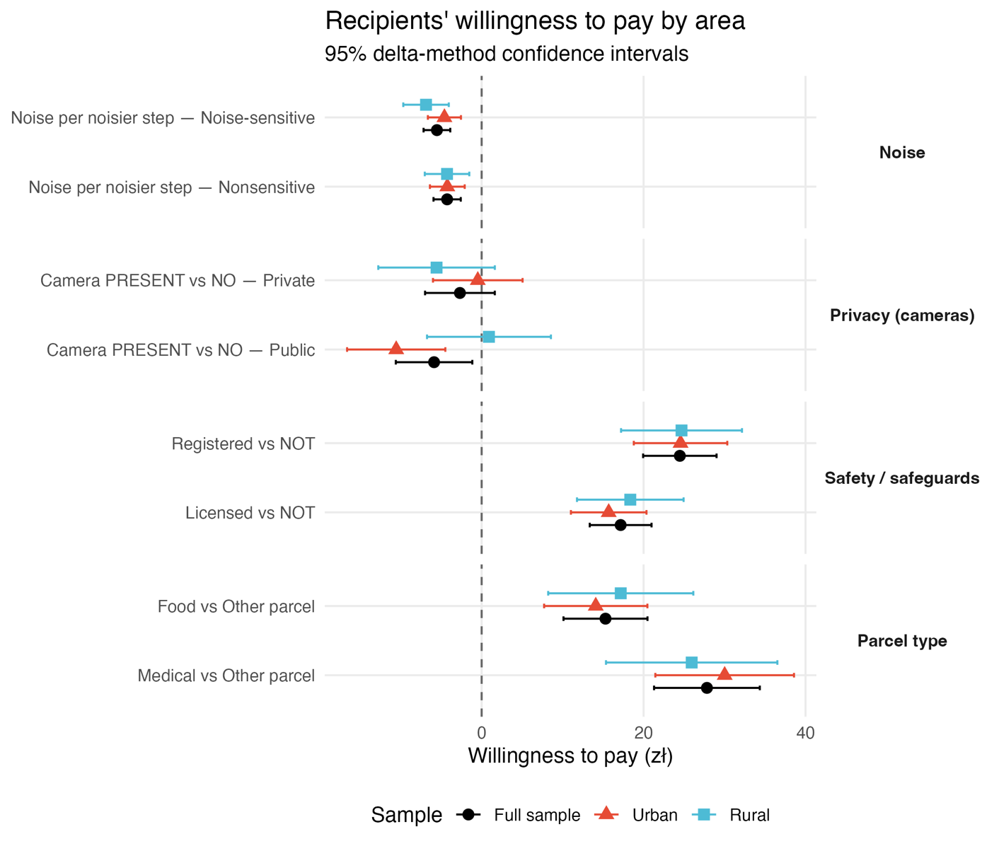 Recipients' willingness to pay by area
95% delta-method confidence intervals
Noise per noisier step — Noise-sensitive
Noise per noisier step — Nonsensitive
Noise
Camera PRESENT vs NO — Private
Camera PRESENT vs NO — Public
Privacy (cameras)
Registered vs NOT
Licensed vs NOT
Safety / safeguards
Food vs Other parcel
Medical vs Other parcel
Parcel type
0 20 40
Willingness to pay (zł)
Sample Full sample Urban Rural